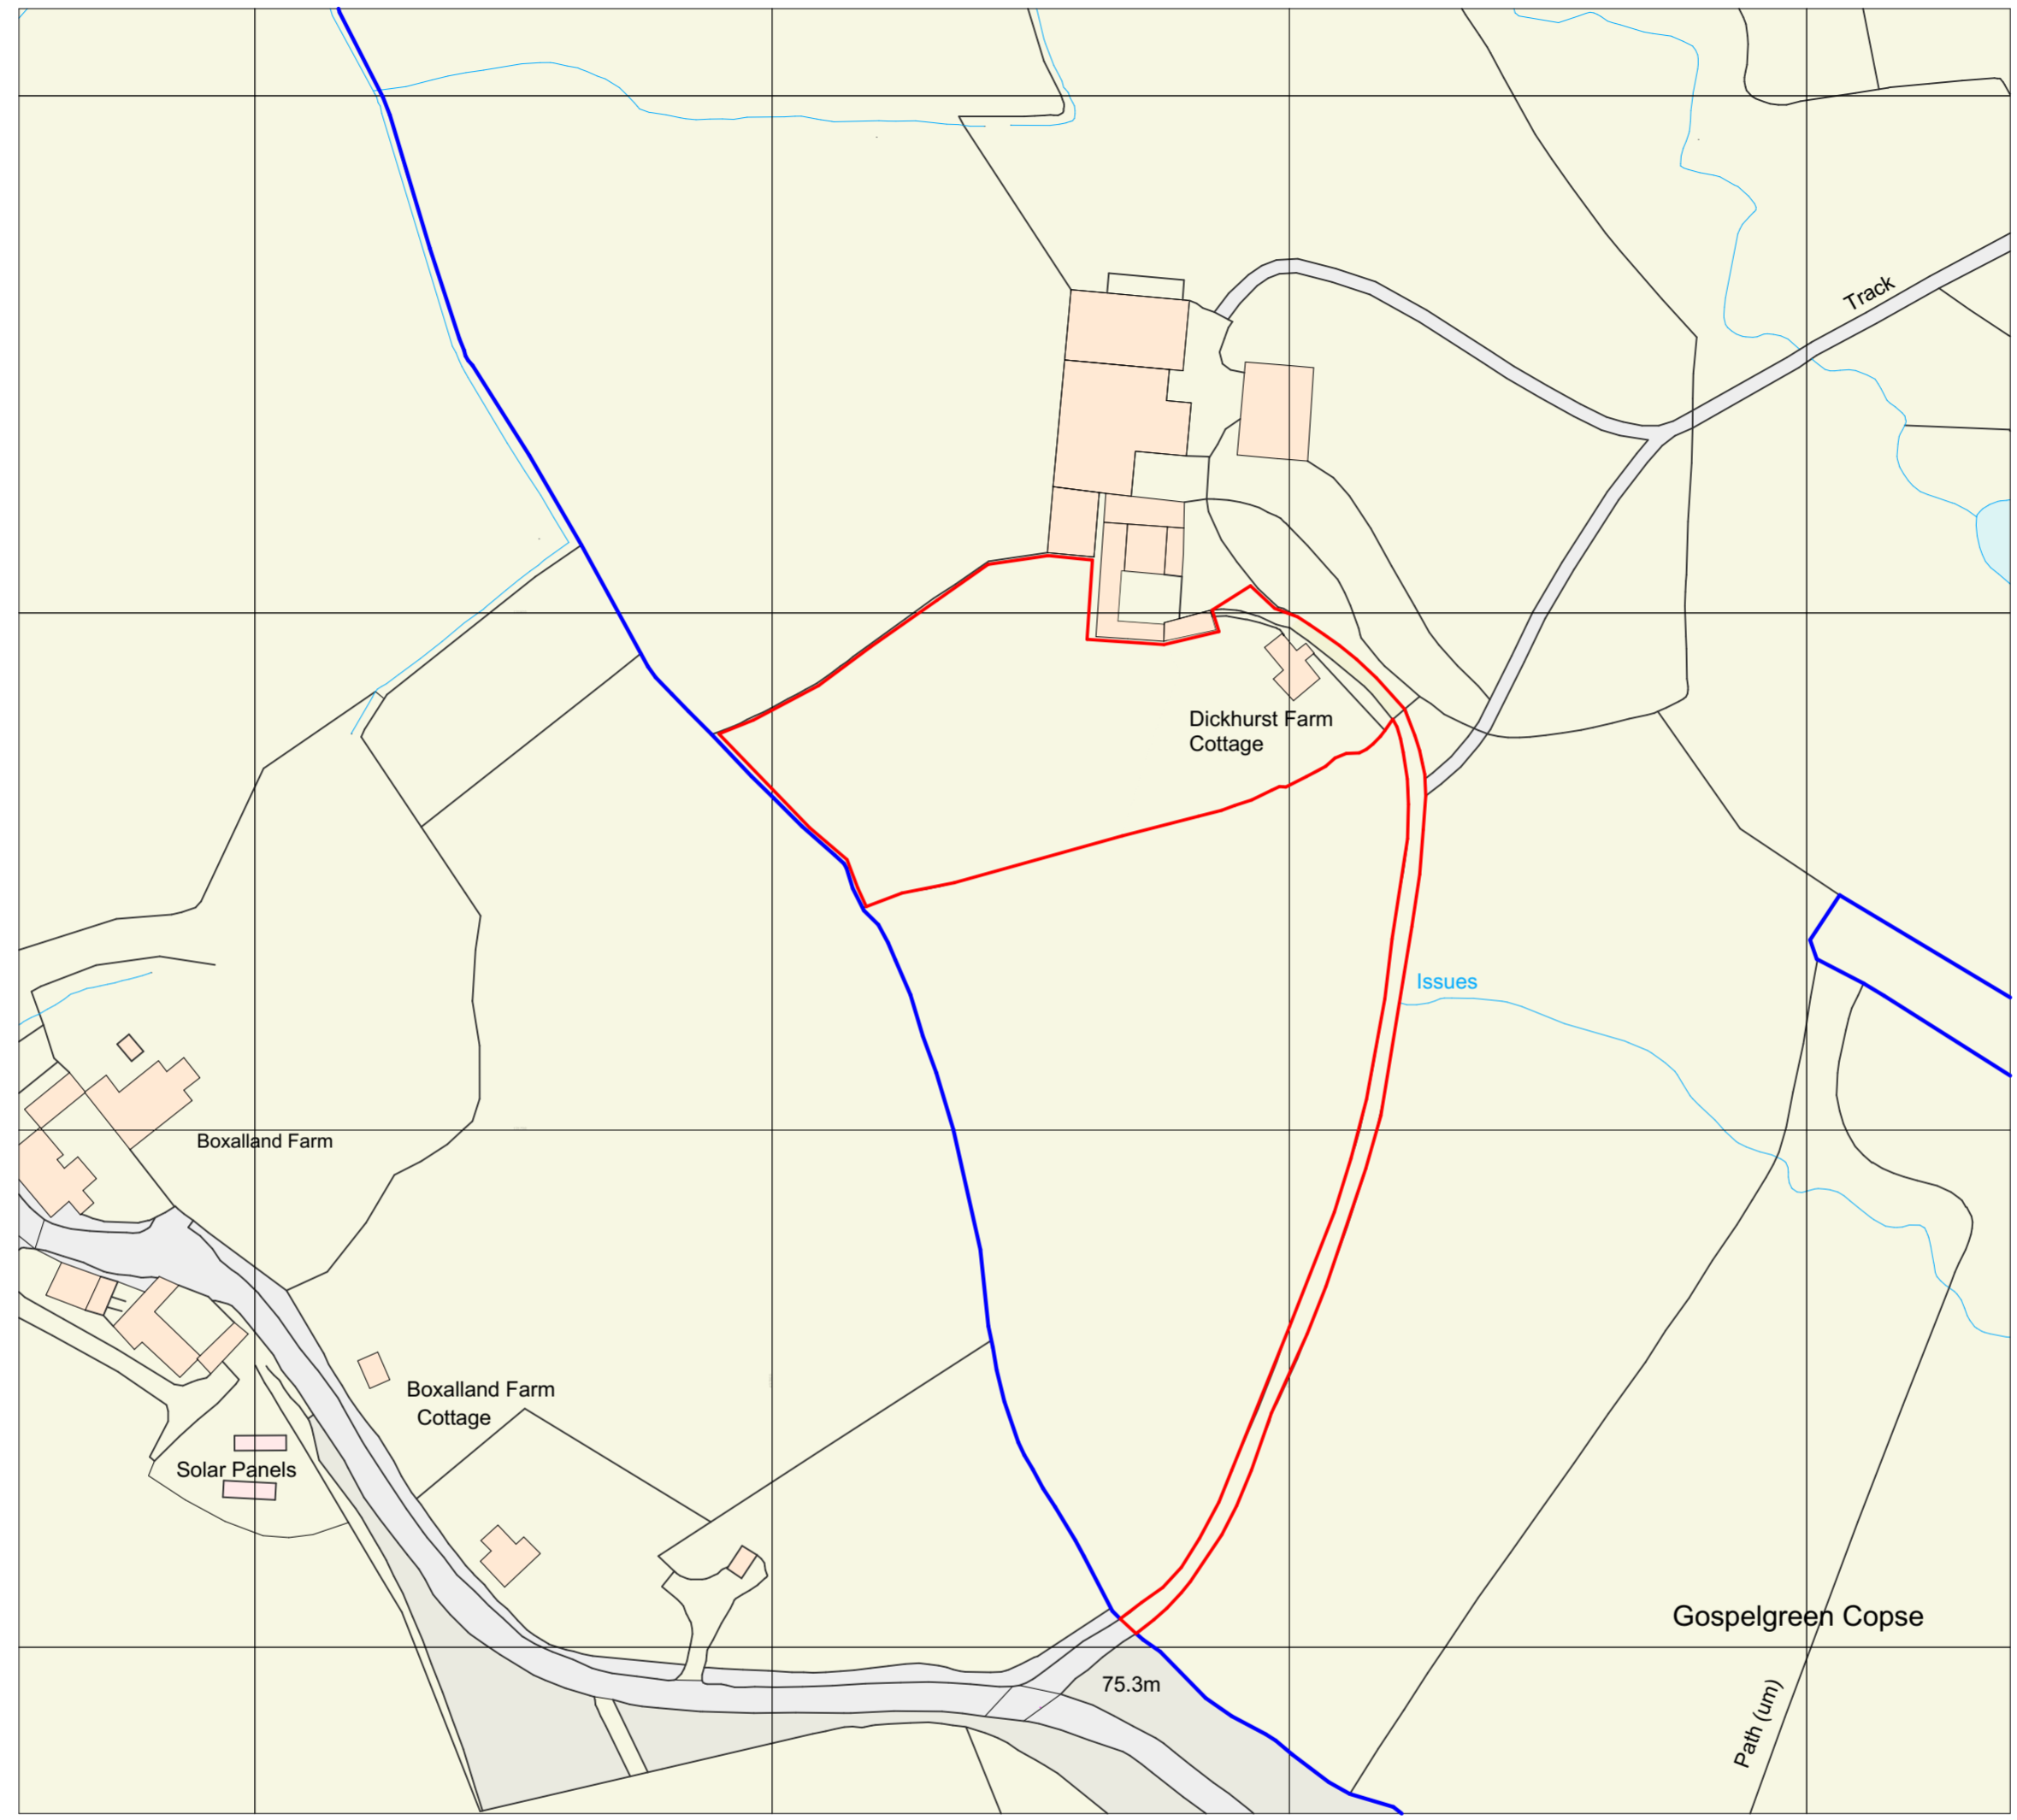 Track
Dickhurst Farm
Cottage
Issues
Boxalland Farm
Boxalland Farm
Cottage
Solar Panels
Gospelgreen Copse
75.3m
Path (um)